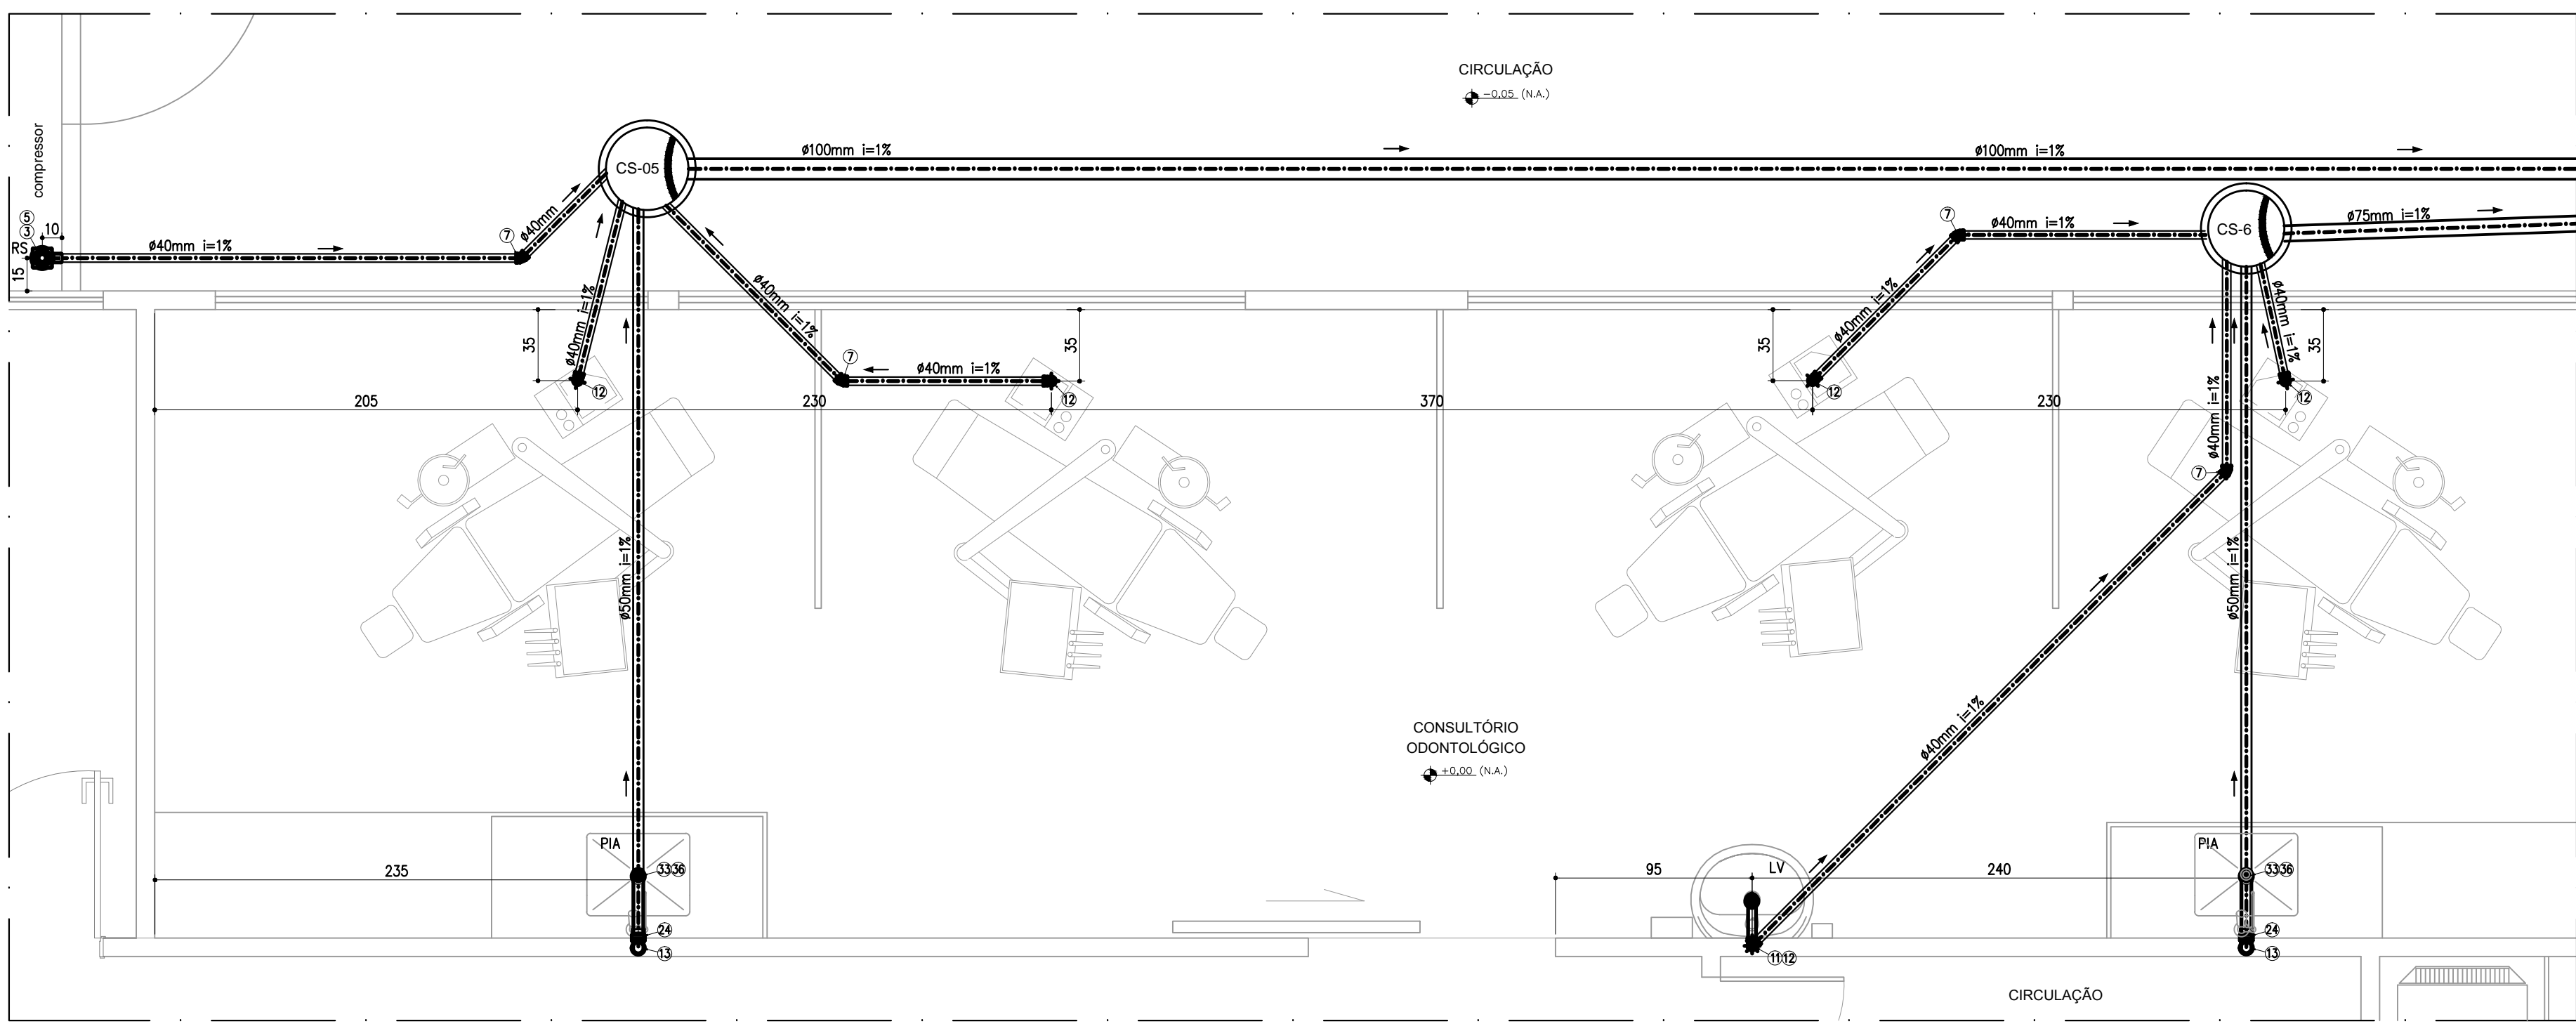 CIRCULAÇÃO
-0,05 (N.A.)
compressor
5
3
RS
10
15
ø40mm i=1%
7
ø40mm
CS-05
ø100mm i=1%
ø100mm i=1%
7
ø40mm i=1%
CS-6
ø75mm i=1%
35
ø40mm i=1%
12
ø40mm i=1%
7
ø40mm i=1%
35
12
35
ø40mm i=1%
12
ø40mm i=1%
35
12
205
230
370
230
ø40mm i=1%
7
ø50mm i=1%
ø50mm i=1%
ø40mm i=1%
CONSULTÓRIO
ODONTOLÓGICO
+0,00 (N.A.)
PIA
33 36
235
24
13
95
LV
240
11 12
PIA
33 36
24
13
CIRCULAÇÃO